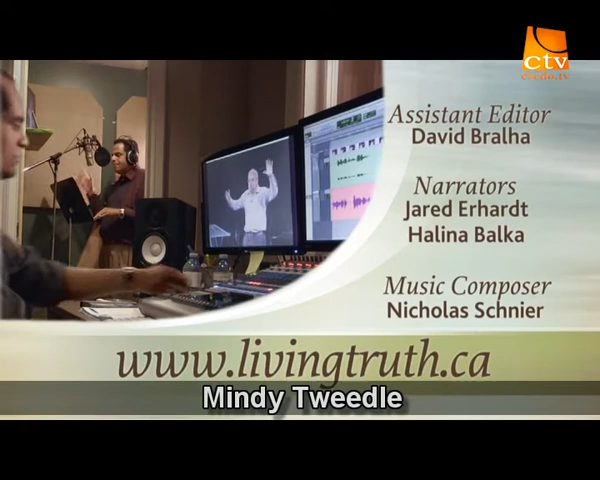 ctv
credo.tv
Assistant Editor
David Bralha
Narrators
Jared Erhardt
Halina Balka
Music Composer
Nicholas Schnier
www.livingtruth.ca
Mindy Tweedle